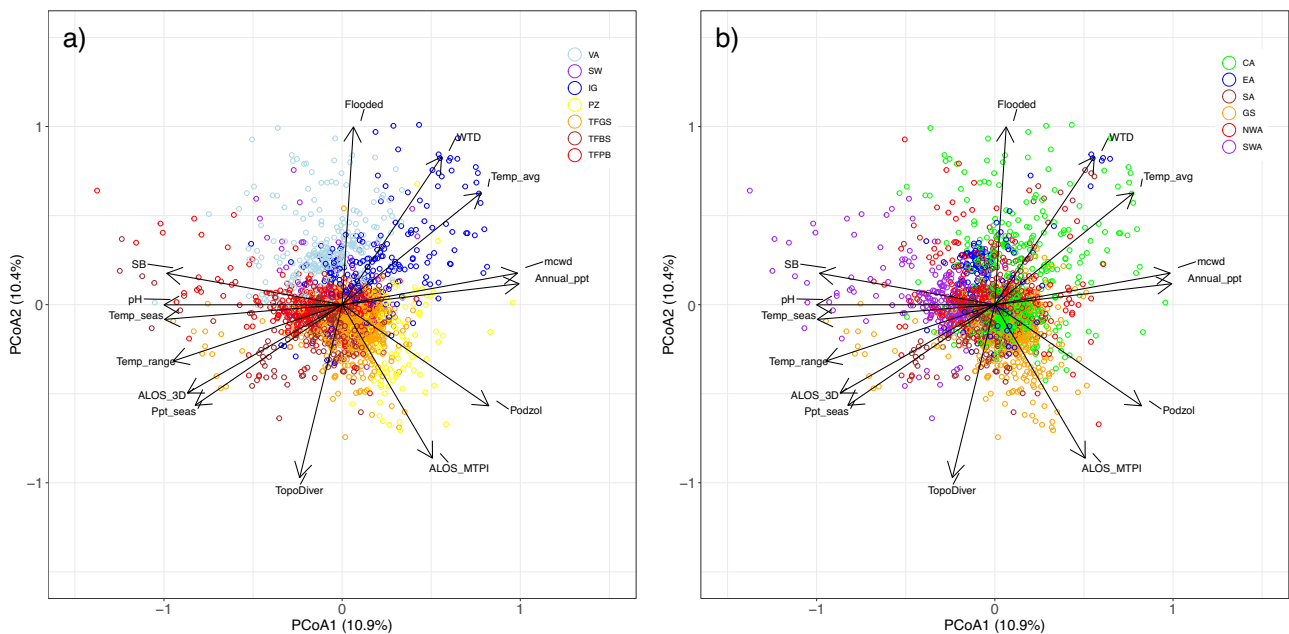 a)
VA
SW
IG
PZ
TFGS
TFBS
TFPB
Flooded
WTD
Temp_avg
mcwd
Annual_ppt
SB
pH
Temp_seas
Temp_range
ALOS_3D
Ppt_seas
Podzol
ALOS_MTPI
TopoDiver
1
0
−1
−1
0
1
PCoA2 (10.4%)
PCoA1 (10.9%)
b)
CA
EA
SA
GS
NWA
SWA
Flooded
WTD
Temp_avg
mcwd
Annual_ppt
SB
pH
Temp_seas
Temp_range
ALOS_3D
Ppt_seas
Podzol
ALOS_MTPI
TopoDiver
1
0
−1
−1
0
1
PCoA2 (10.4%)
PCoA1 (10.9%)